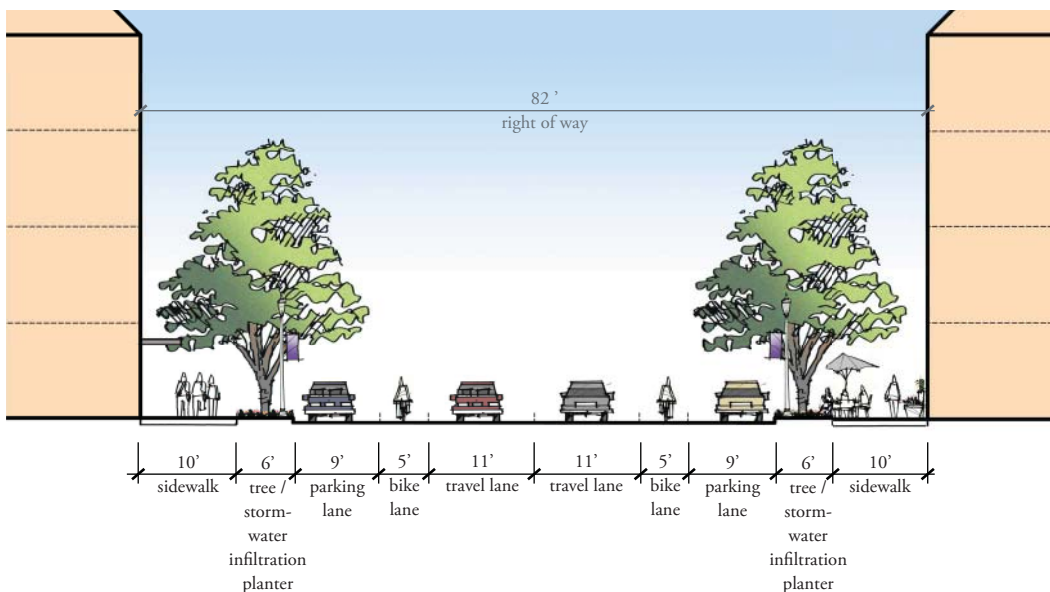 82 ’
right of way
10’ 6’ 9’ 5’ 11’ 11’ 5’ 9’ 6’ 10’
sidewalk tree / parking bike travel lane travel lane bike parking tree / sidewalk
storm- lane lane lane lane storm-
water water
infiltration infiltration
planter planter